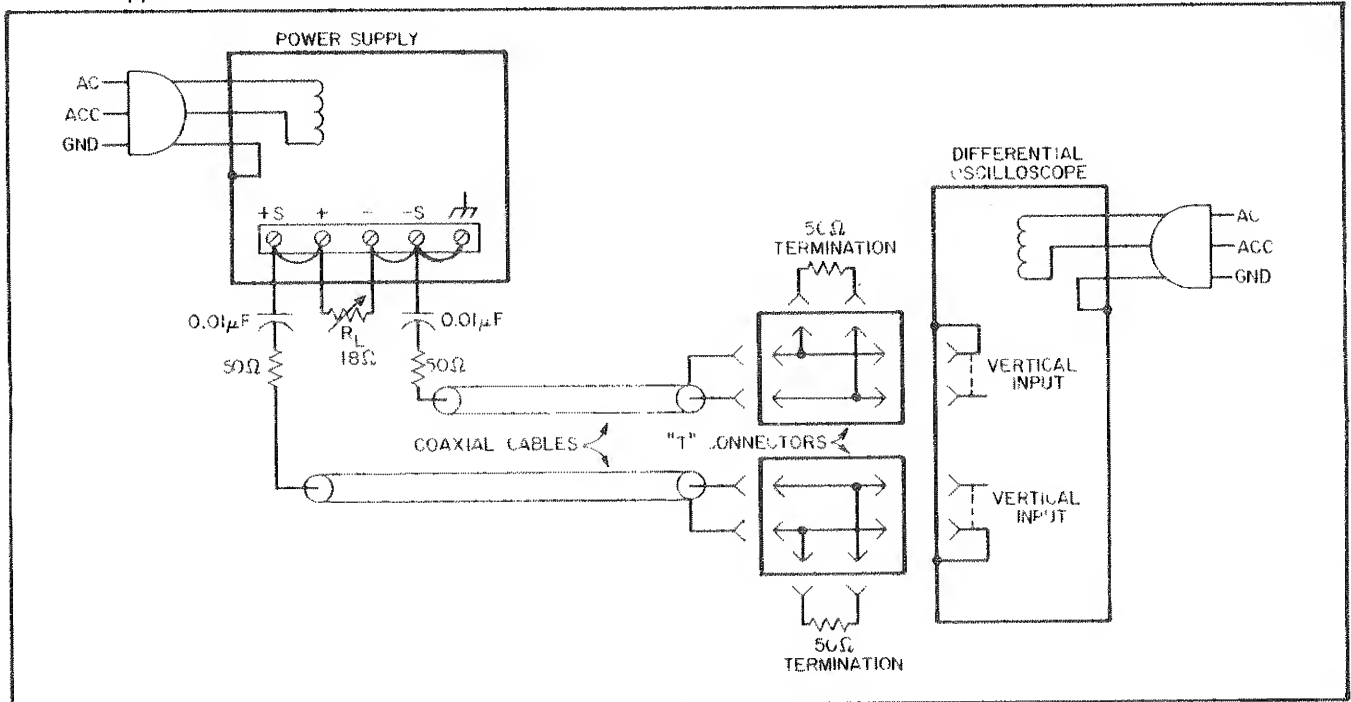 POWER SUPPLY
AC
ACC
GND
+S + - -S
0.01µF
R_L
18Ω
0.01µF
50Ω
50Ω
COAXIAL CABLES
"T" CONNECTORS
50Ω
TERMINATION
50Ω
TERMINATION
DIFFERENTIAL
OSCILLOSCOPE
AC
ACC
GND
VERTICAL
INPUT
VERTICAL
INPUT